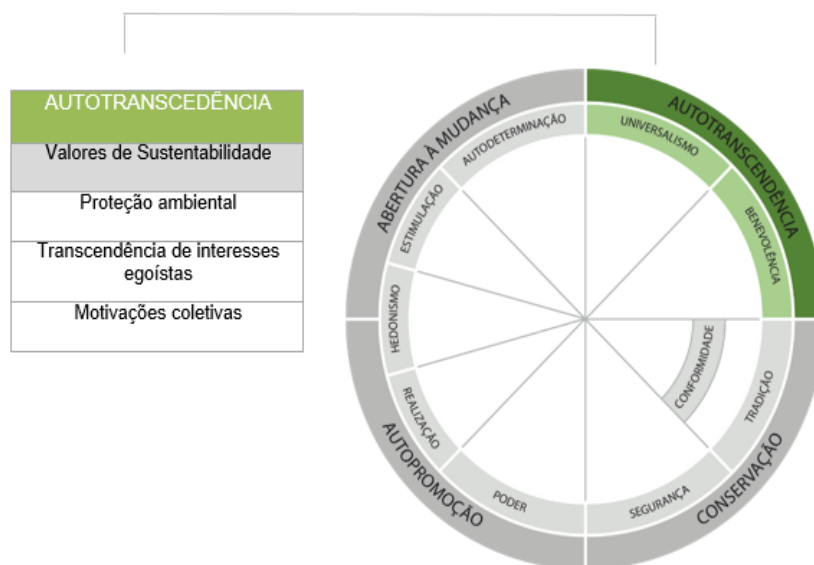 AUTOTRANSCEDÊNCIA
Valores de Sustentabilidade
Proteção ambiental
Transcendência de interesses
egoístas
Motivações coletivas
ABERTURA À MUDANÇA
AUTOTRANSCENDÊNCIA
AUTODETERMINAÇÃO
UNIVERSALISMO
ESTIMULAÇÃO
BENEVOLÊNCIA
HEDONISMO
CONFORMIDADE
TRADIÇÃO
REALIZAÇÃO
PODER
SEGURANÇA
AUTOPROMOÇÃO
CONSERVAÇÃO